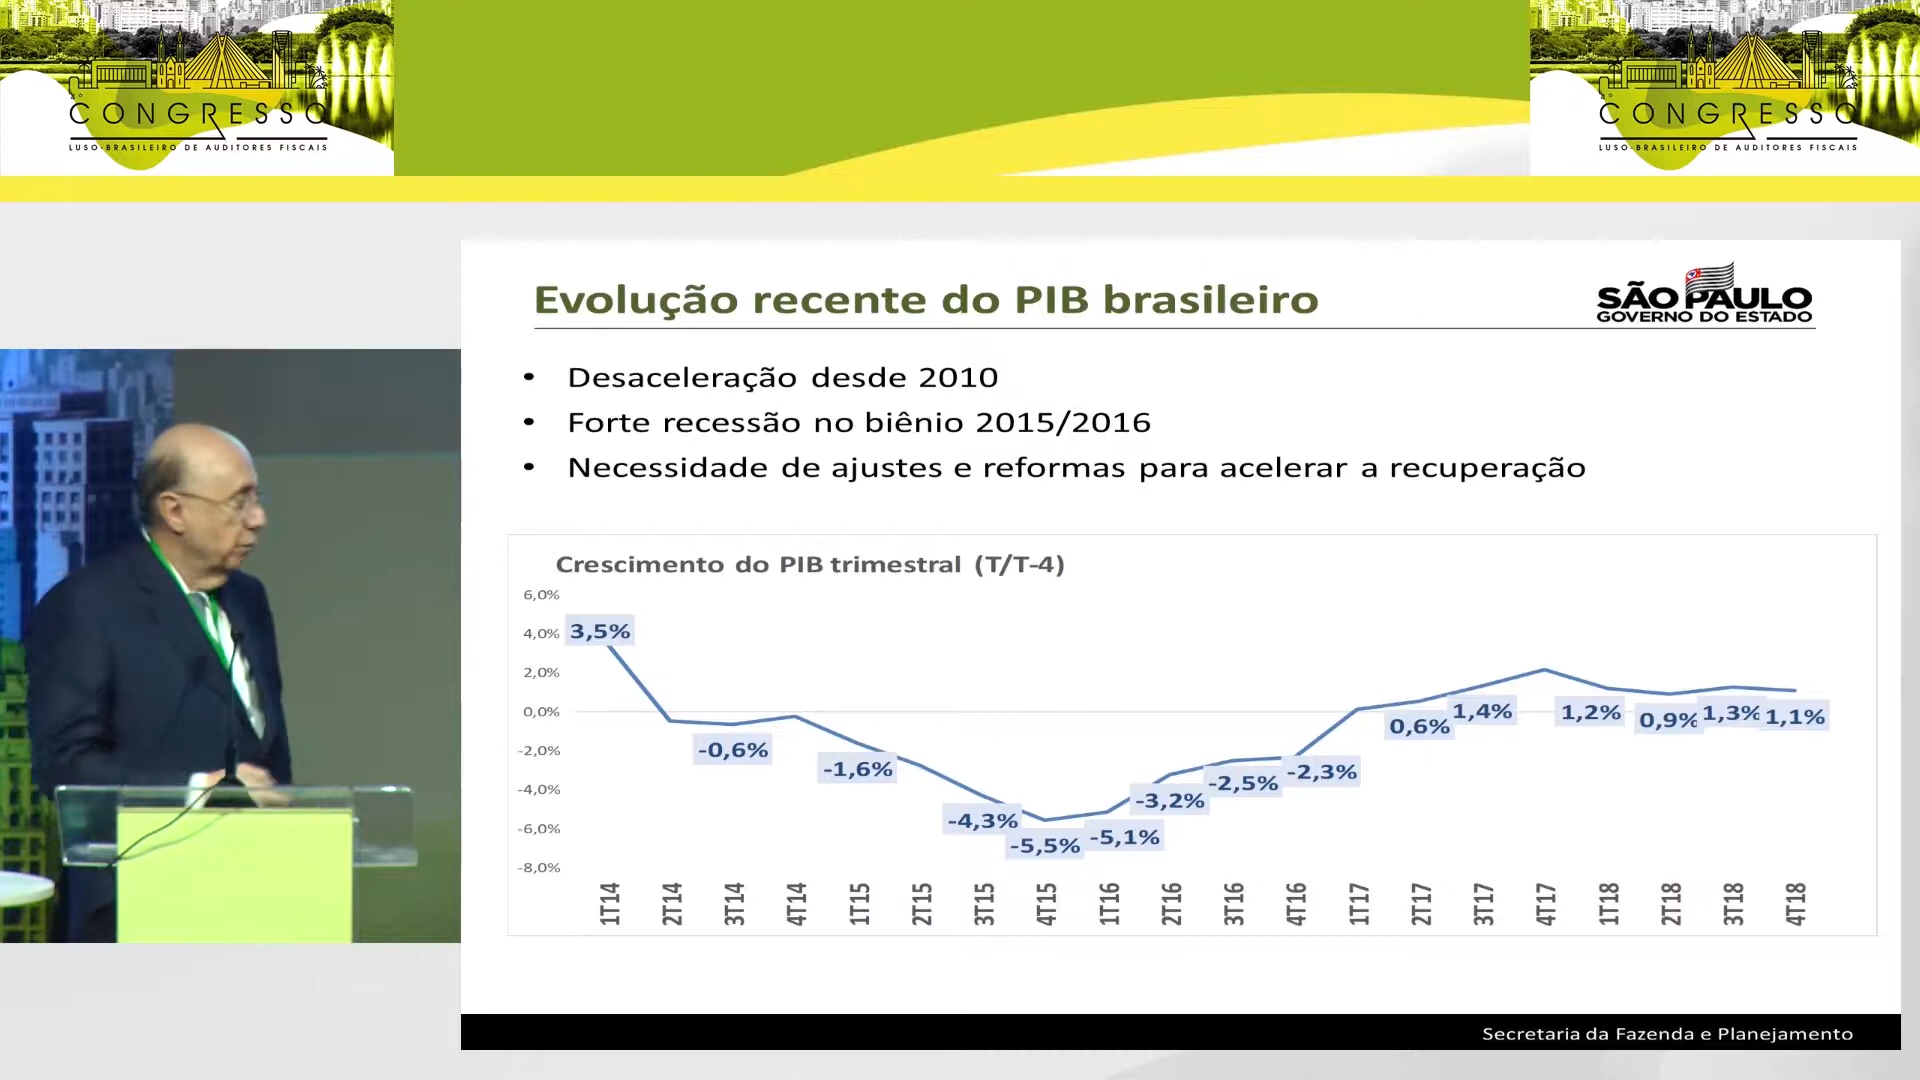 CONGRESSO
LUSO-BRASILEIRO DE AUDITORES FISCAIS
CONGRESSO
LUSO-BRASILEIRO DE AUDITORES FISCAIS
Evolução recente do PIB brasileiro
SÃO PAULO
GOVERNO DO ESTADO
• Desaceleração desde 2010
• Forte recessão no biênio 2015/2016
• Necessidade de ajustes e reformas para acelerar a recuperação
Crescimento do PIB trimestral (T/T-4)
6,0%
4,0%
2,0%
0,0%
-2,0%
-4,0%
-6,0%
-8,0%
3,5%
-0,6%
-1,6%
-4,3%
-5,5%
-5,1%
-3,2%
-2,5%
-2,3%
0,6%
1,4%
1,2%
0,9%
1,3%
1,1%
1T14
2T14
3T14
4T14
1T15
2T15
3T15
4T15
1T16
2T16
3T16
4T16
1T17
2T17
3T17
4T17
1T18
2T18
3T18
4T18
Secretaria da Fazenda e Planejamento